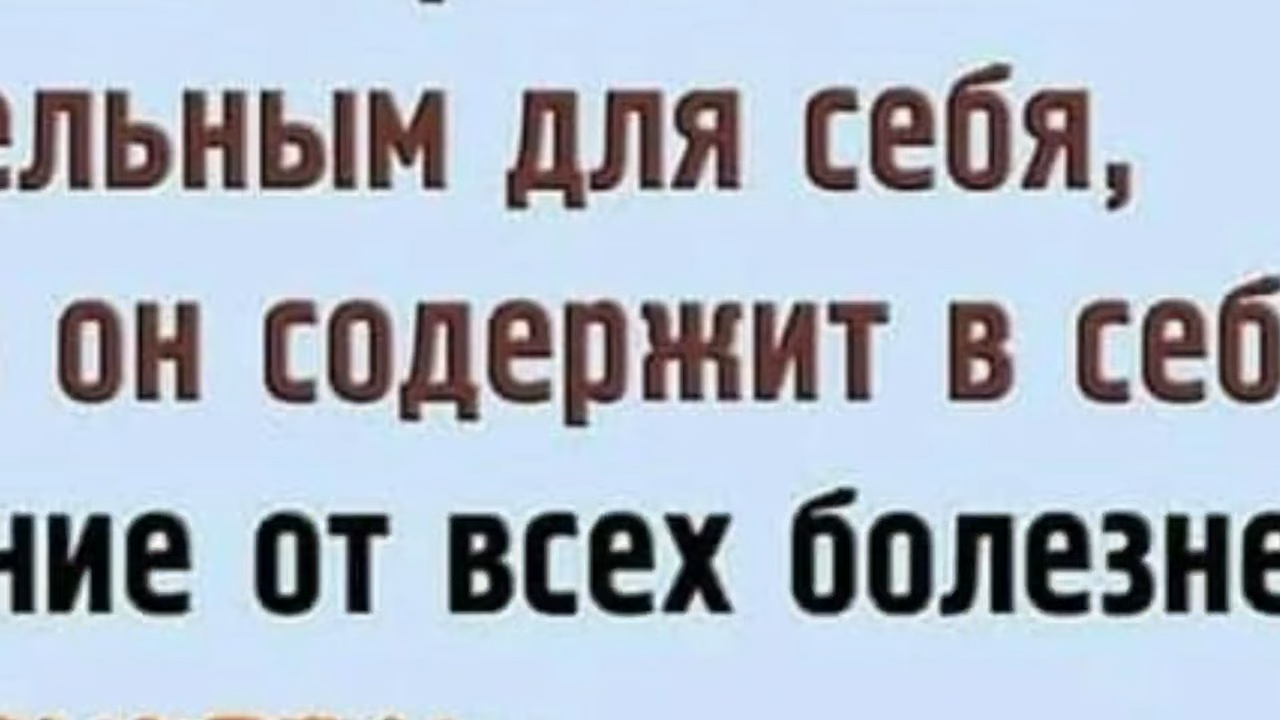 ельным для себя,
он содержит в себ
ние от всех болезне